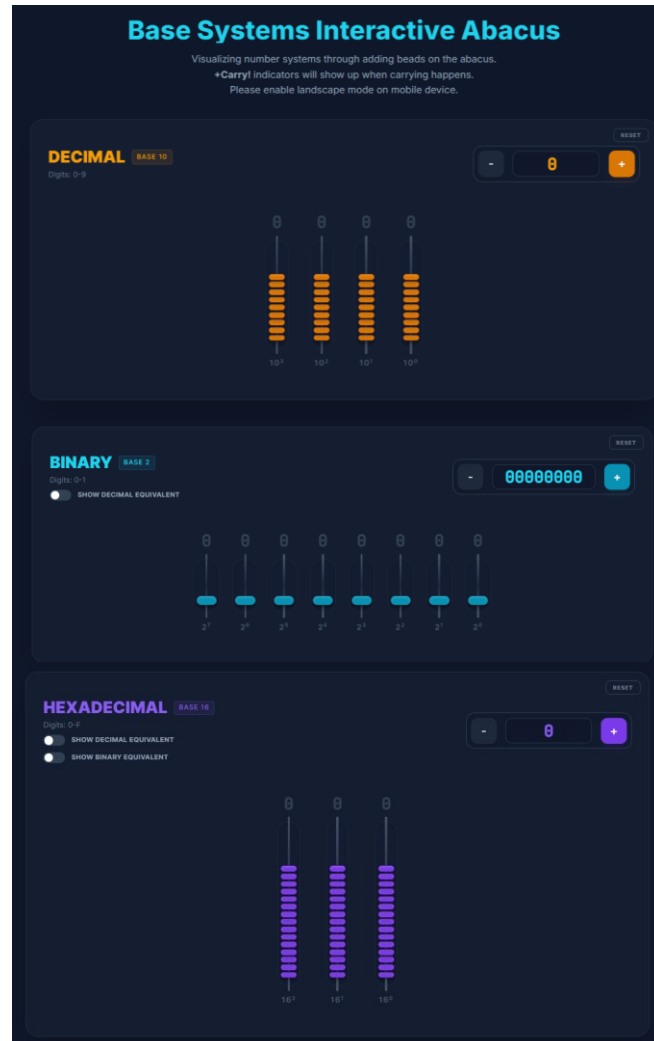 Base Systems Interactive Abacus
Visualizing number systems through adding beads on the abacus.
+Carry! indicators will show up when carrying happens.
Please enable landscape mode on mobile device.
RESET
DECIMAL BASE 10
- 0 +
Digits: 0-9
0 0 0 0
10³ 10² 10¹ 10⁰
RESET
BINARY BASE 2
- 00000000 +
Digits: 0-1
SHOW DECIMAL EQUIVALENT
0 0 0 0 0 0 0 0
2⁷ 2⁶ 2⁵ 2⁴ 2³ 2² 2¹ 2⁰
RESET
HEXADECIMAL BASE 16
- 0 +
Digits: 0-F
SHOW DECIMAL EQUIVALENT
SHOW BINARY EQUIVALENT
0 0 0
16² 16¹ 16⁰